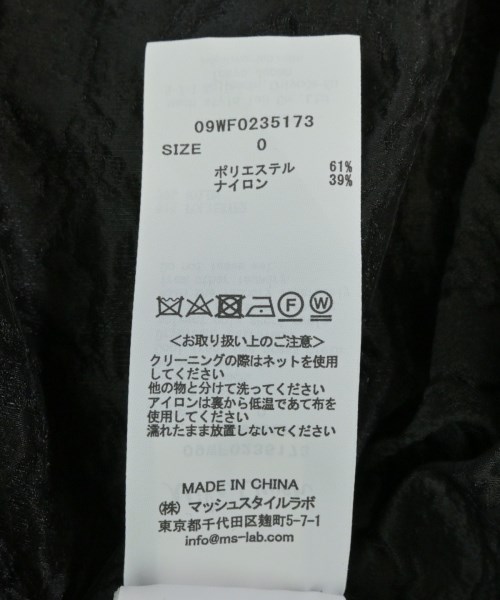 09WF0235173
SIZE 0
ポリエステル 61%
ナイロン 39%
F W
<お取り扱い上のご注意>
クリーニングの際はネットを使用
してください
他の物と分けて洗ってください
アイロンは裏から低温であて布を
使用してください
濡れたまま放置しないでください
MADE IN CHINA
(株) マッシュスタイルラボ
東京都千代田区麹町5-7-1
info@ms-lab.com